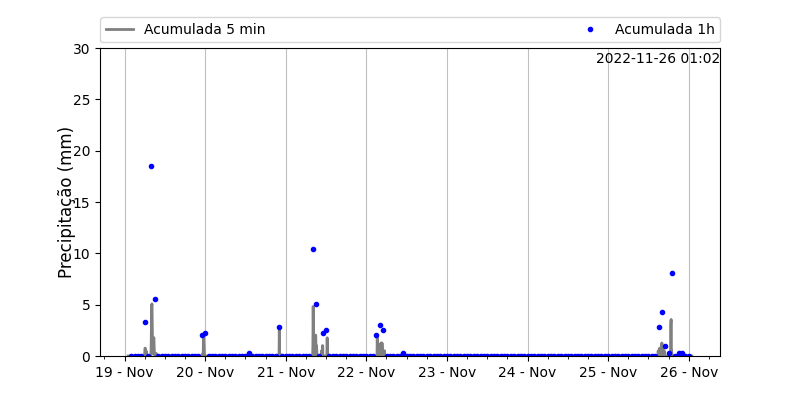 Acumulada 5 min
Acumulada 1h
2022-11-26 01:02
Precipitação (mm)
30
25
20
15
10
5
0
19 - Nov 20 - Nov 21 - Nov 22 - Nov 23 - Nov 24 - Nov 25 - Nov 26 - Nov